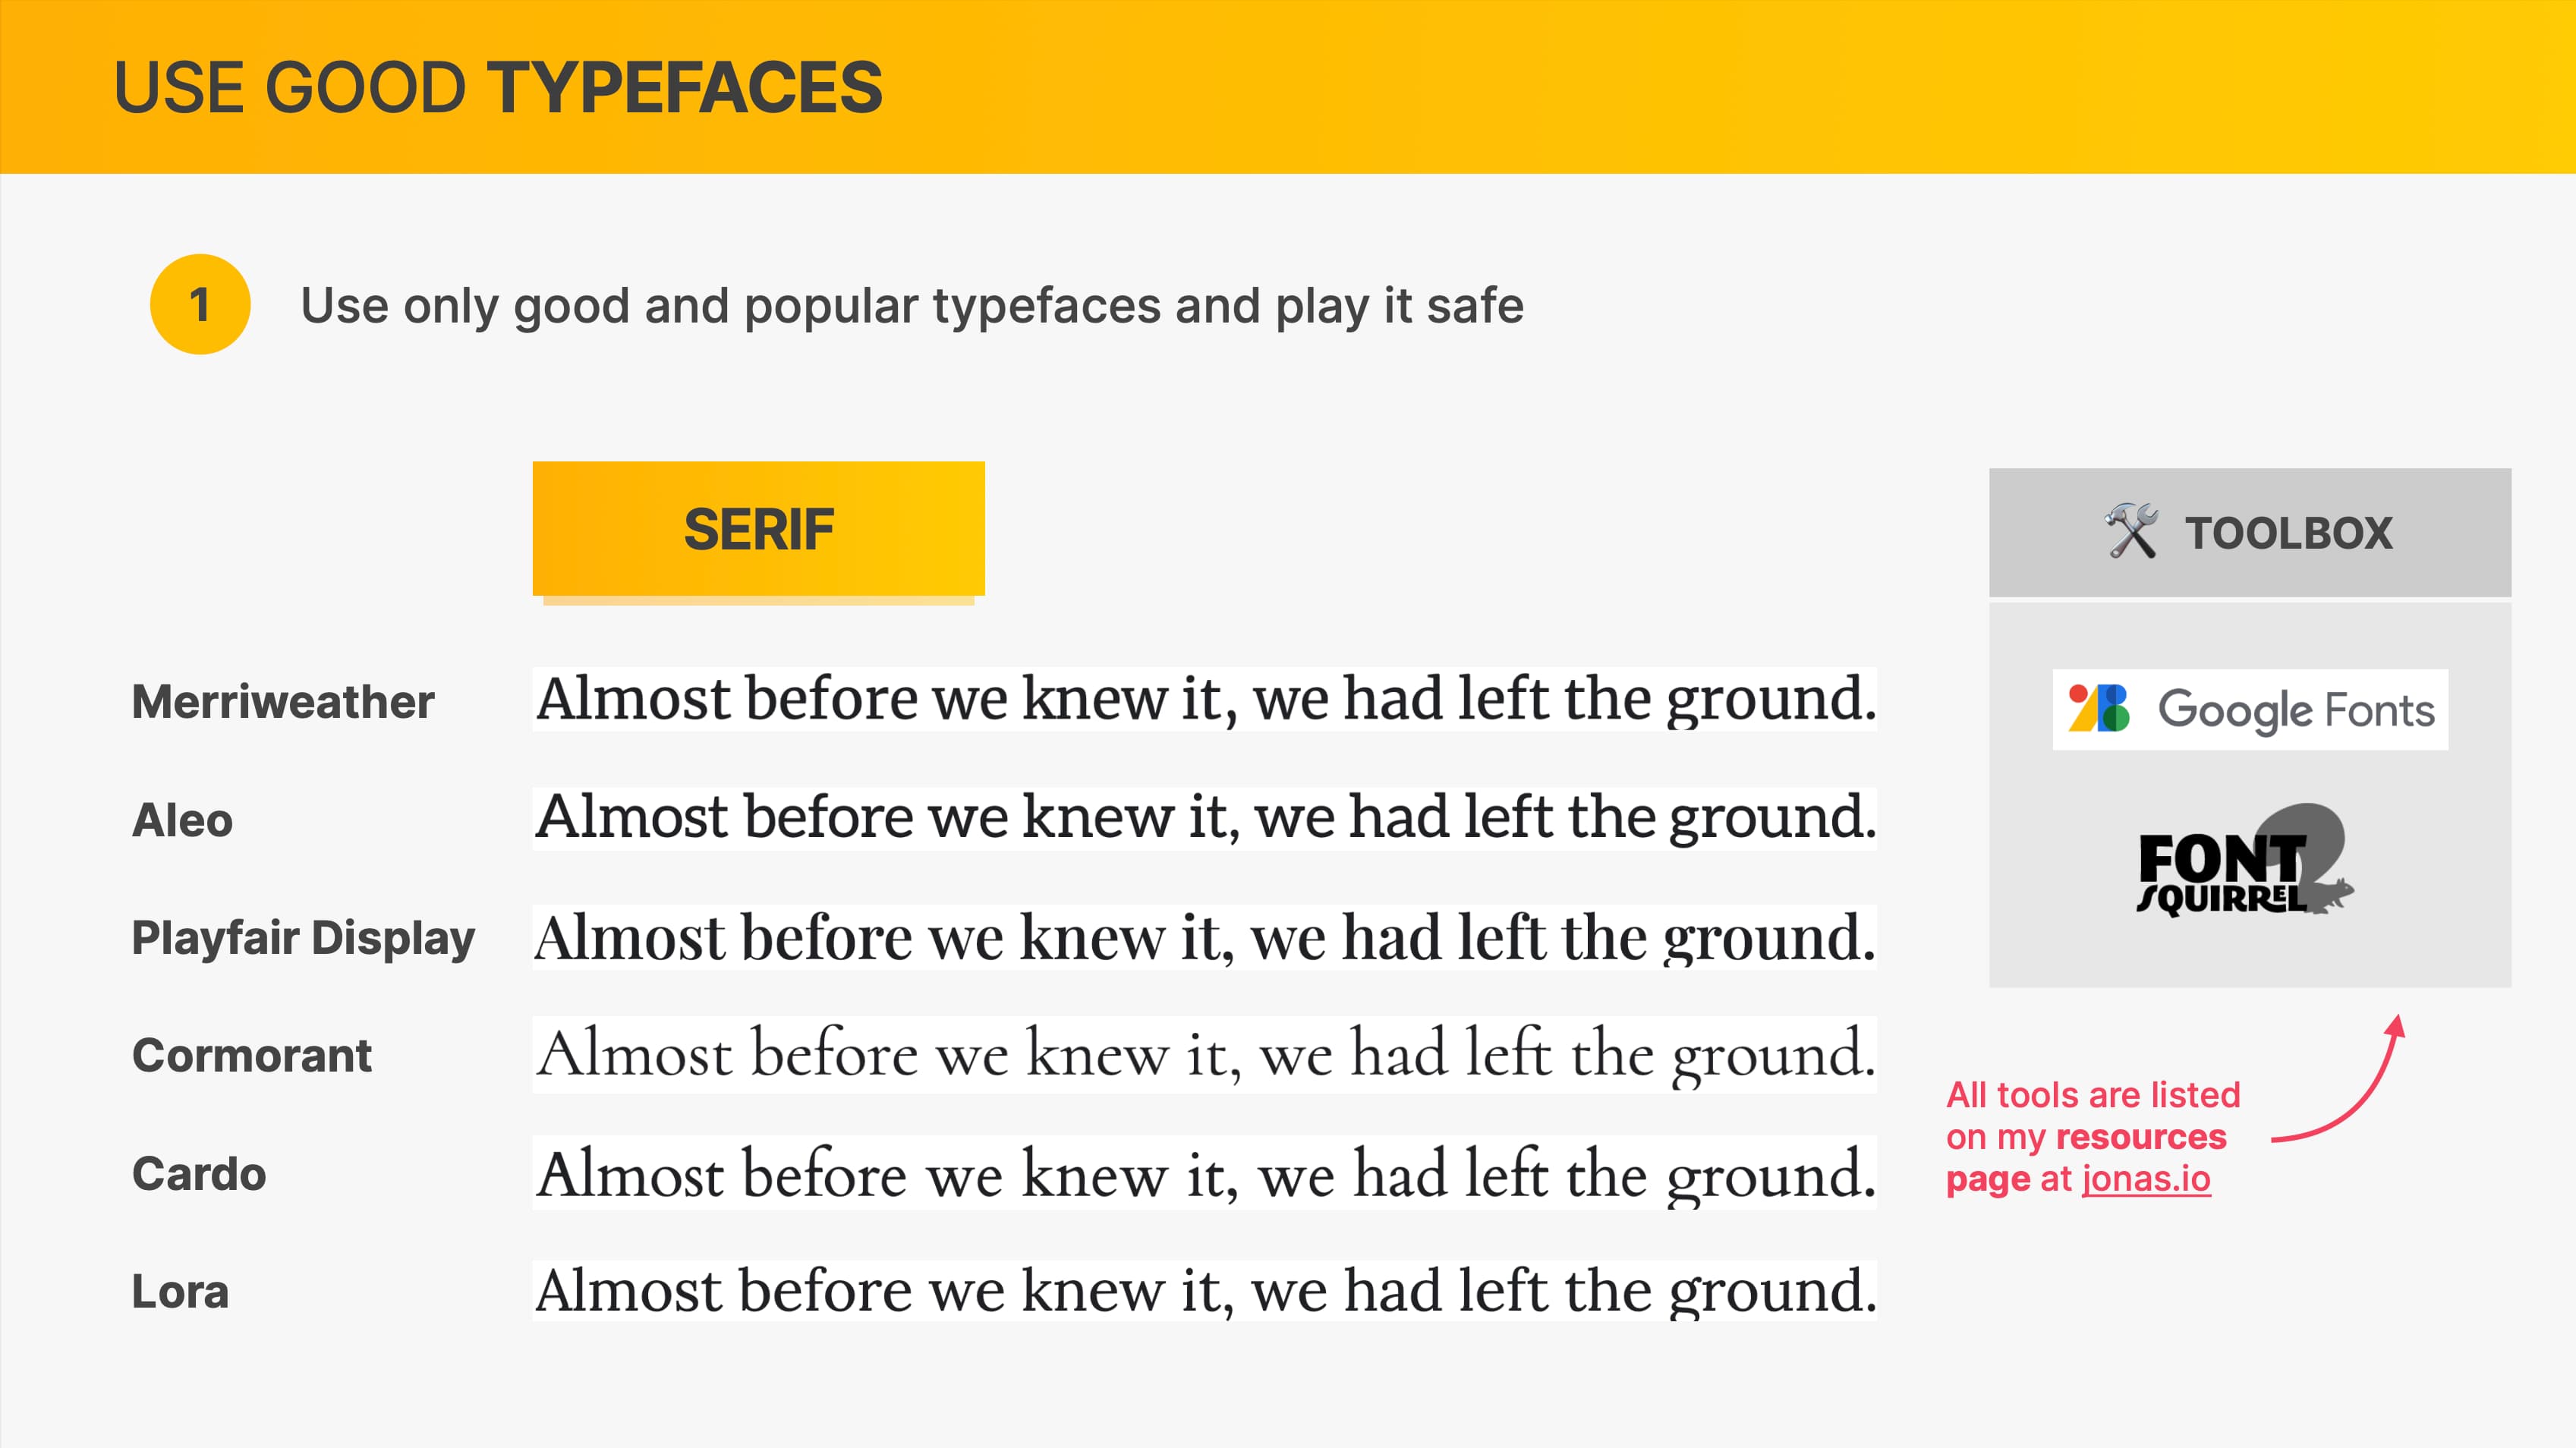 USE GOOD TYPEFACES
1
Use only good and popular typefaces and play it safe
SERIF
Merriweather
Almost before we knew it, we had left the ground.
Aleo
Almost before we knew it, we had left the ground.
Playfair Display
Almost before we knew it, we had left the ground.
Cormorant
Almost before we knew it, we had left the ground.
Cardo
Almost before we knew it, we had left the ground.
Lora
Almost before we knew it, we had left the ground.
TOOLBOX
Google Fonts
FONT
SQUIRREL
All tools are listed
on my resources
page at jonas.io